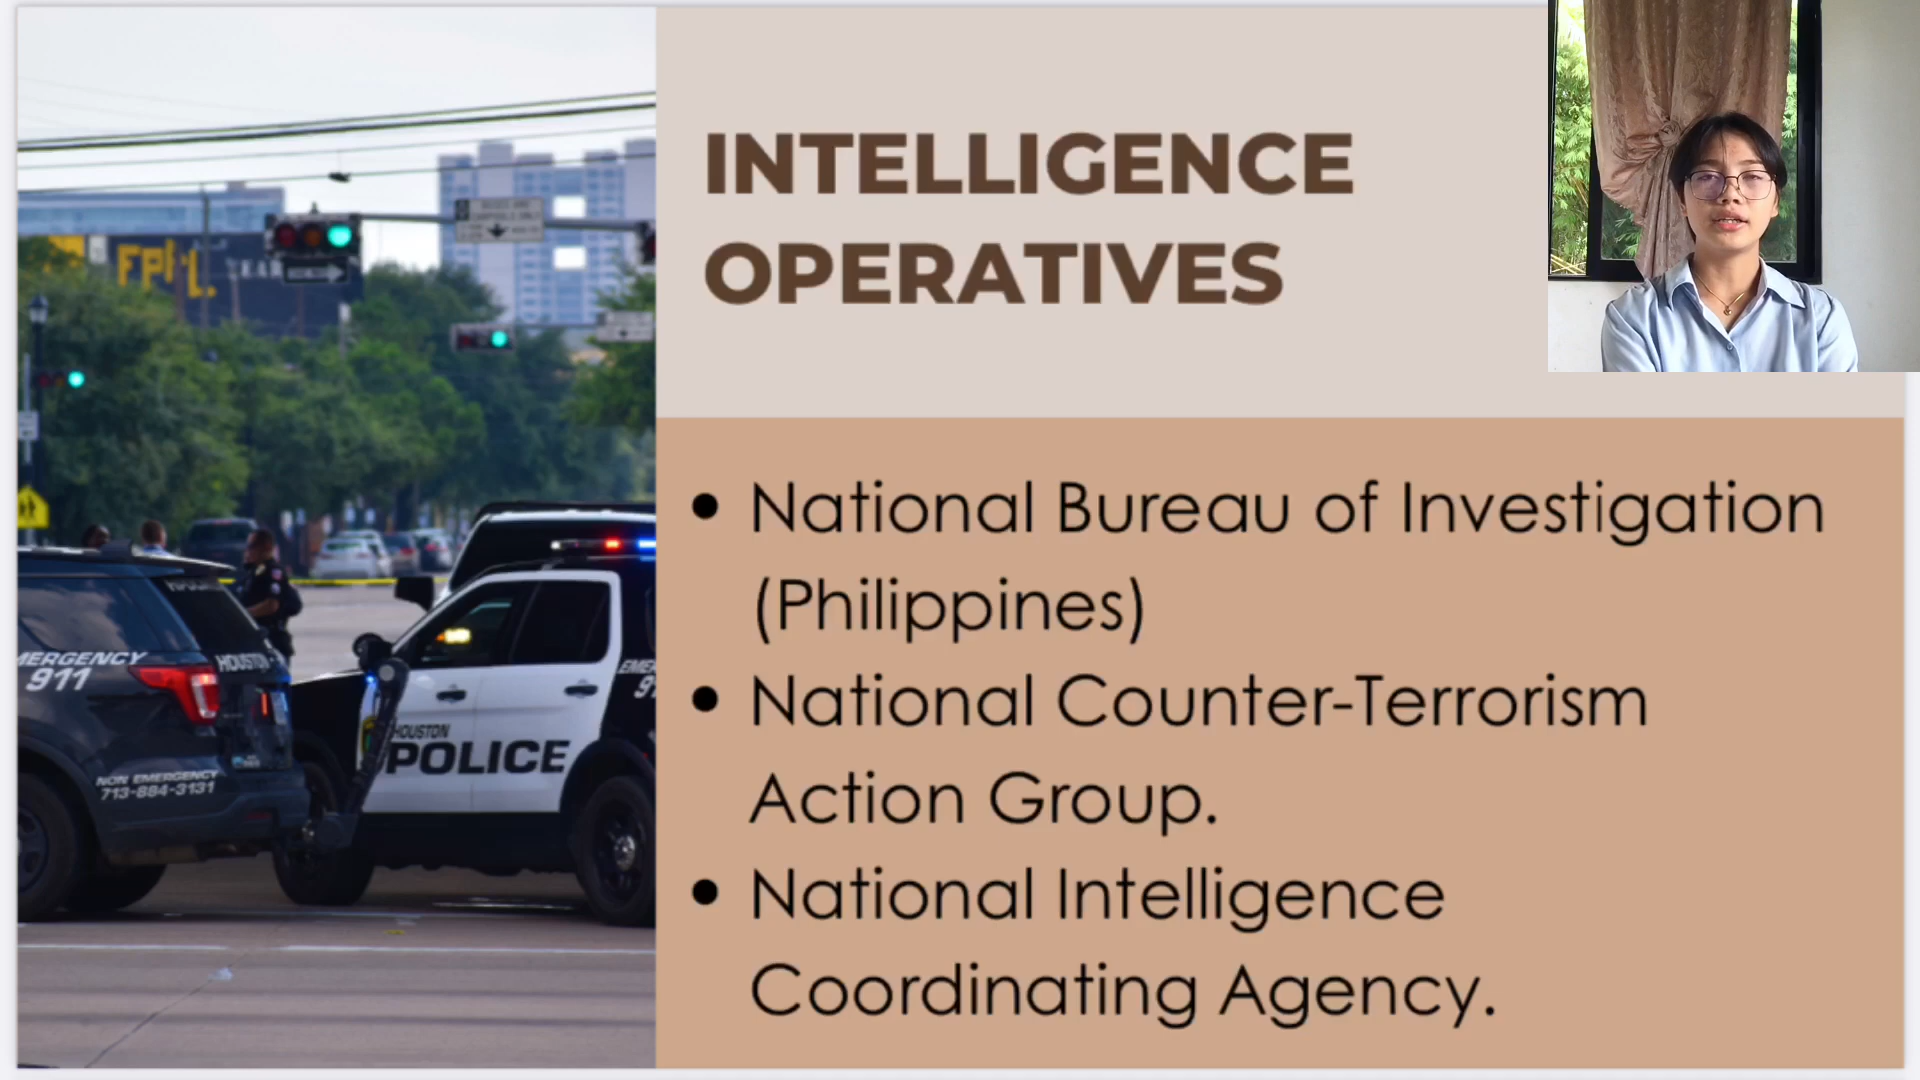 INTELLIGENCE
OPERATIVES
• National Bureau of Investigation
(Philippines)
• National Counter-Terrorism
Action Group.
• National Intelligence
Coordinating Agency.
EMERGENCY
911
HOUSTON
NON EMERGENCY
713-884-3131
HOUSTON
POLICE